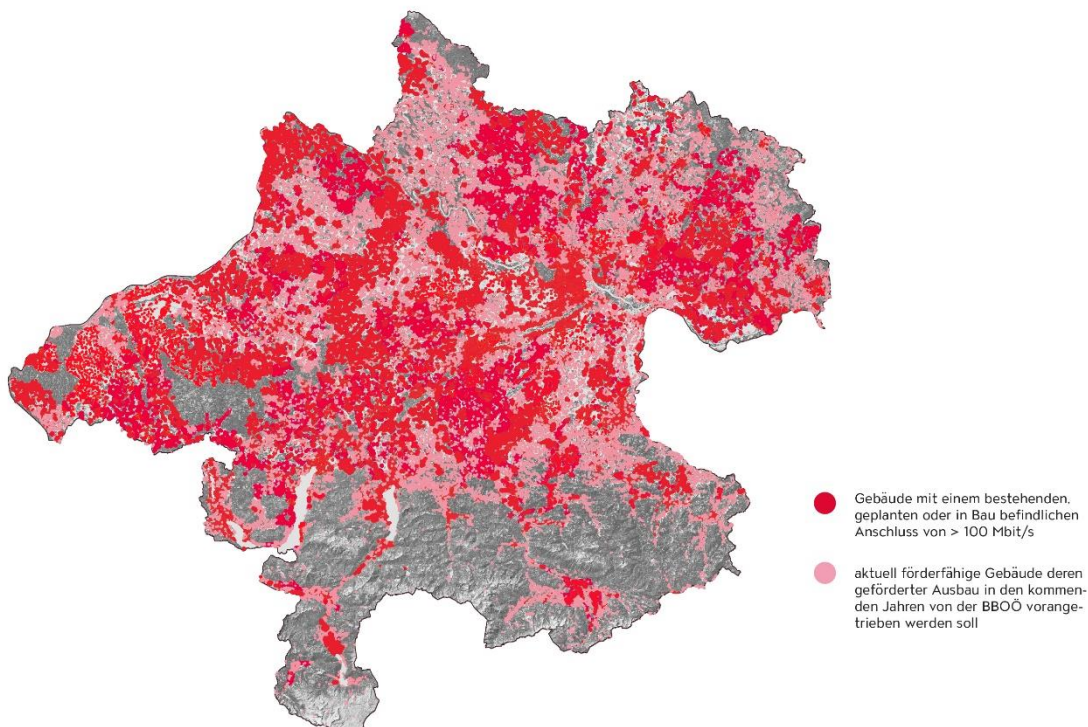 Gebäude mit einem bestehenden,
geplanten oder in Bau befindlichen
Anschluss von > 100 Mbit/s
aktuell förderfähige Gebäude deren
geförderter Ausbau in den kommen-
den Jahren von der BBOÖ vorange-
trieben werden soll